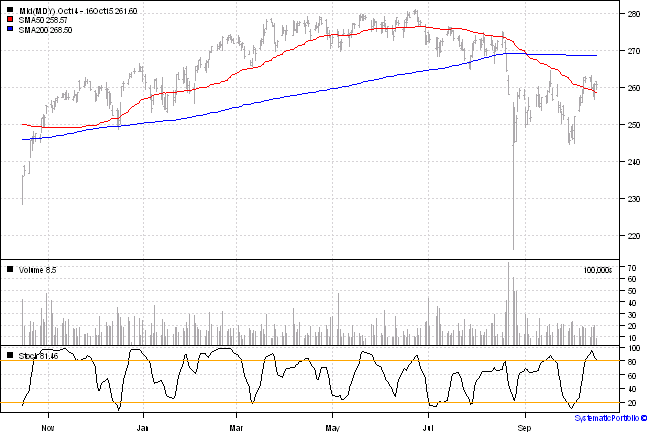 Mid(MDY) Oct14 - 16Oct15 261.60
SMA50 258.57
SMA200 268.50
280
270
260
250
240
230
220
Volume 8.5
100,000s
70
60
50
40
30
20
10
Stock 81.46
100
80
60
40
20
Nov
Jan
Mar
May
Jul
Sep
SystematicPortfolio ©